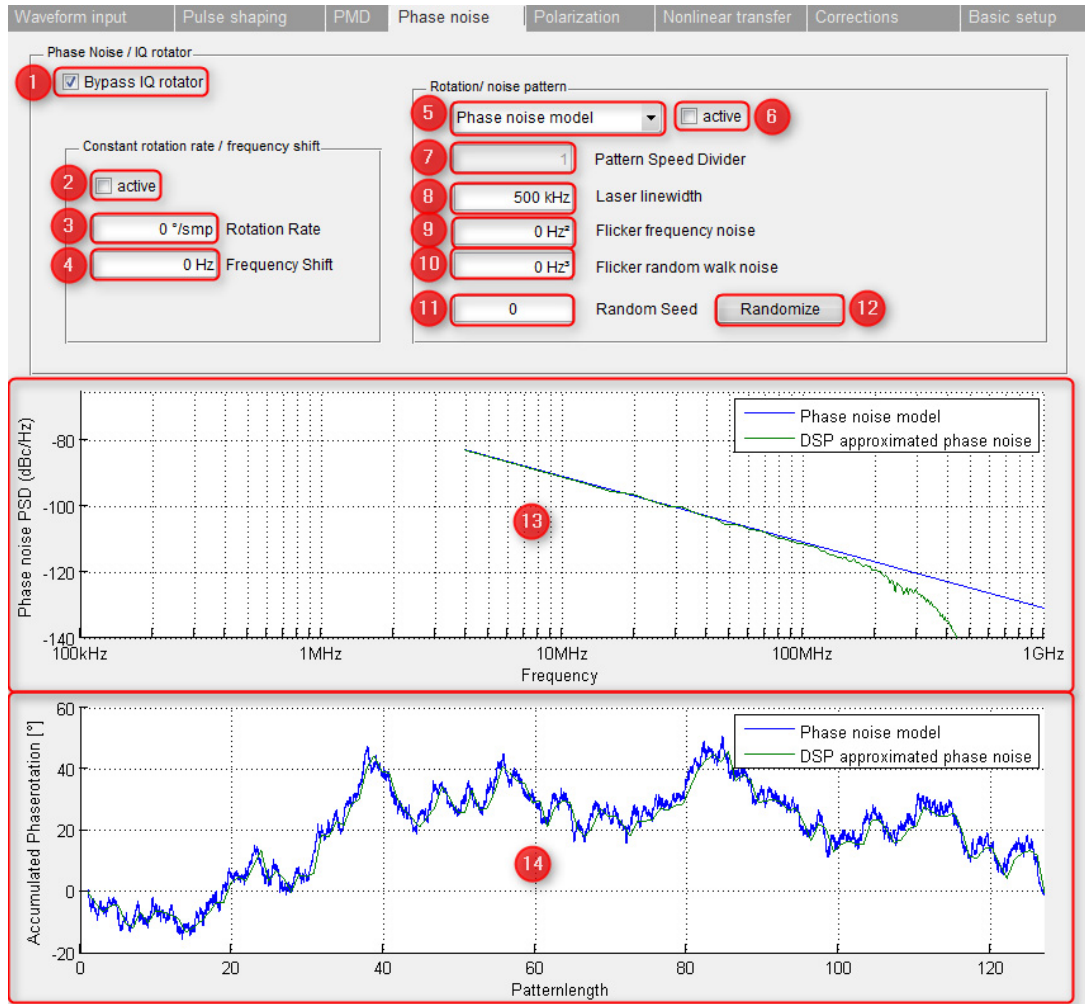 Waveform input Pulse shaping PMD Phase noise Polarization Nonlinear transfer Corrections Basic setup
Phase Noise / IQ rotator
1 Bypass IQ rotator
Rotation/ noise pattern
5 Phase noise model active 6
Constant rotation rate / frequency shift
7 1 Pattern Speed Divider
2 active
8 500 kHz Laser linewidth
3 0 °/smp Rotation Rate
9 0 Hz² Flicker frequency noise
4 0 Hz Frequency Shift
10 0 Hz³ Flicker random walk noise
11 0 Random Seed Randomize 12
Phase noise PSD (dBc/Hz)
-80
-100
-120
-140
Phase noise model
DSP approximated phase noise
13
100kHz 1MHz 10MHz 100MHz 1GHz
Frequency
Accumulated Phaserotation [°]
60
40
20
0
-20
Phase noise model
DSP approximated phase noise
14
0 20 40 60 80 100 120
Patternlength